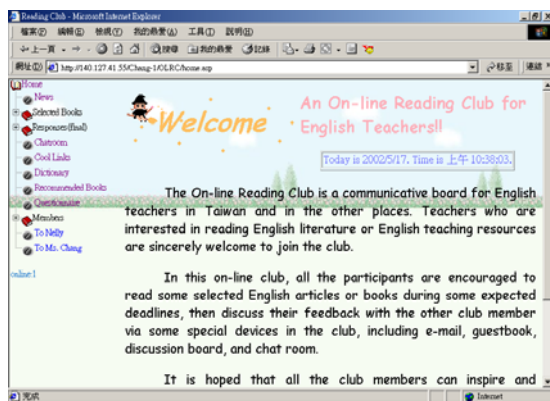 Reading Club - Microsoft Internet Explorer
檔案(F) 編輯(E) 檢視(V) 我的最愛(A) 工具(T) 說明(H)
上一頁 搜尋 我的最愛 記錄
網址(D) http://140.127.41.55/Chang-1/OLRC/home.asp 移至 連結
Home
News
Selected Books
Responses(final)
Chatroom
Cool Links
Dictionary
Recommended Books
Questionnaire
Members
To Nelly
To Ms. Chang
online:1
Welcome
An On-line Reading Club for
English Teachers!!
Today is 2002/5/17. Time is 上午 10:38:03.
The On-line Reading Club is a communicative board for English
teachers in Taiwan and in the other places. Teachers who are
interested in reading English literature or English teaching resources
are sincerely welcome to join the club.
In this on-line club, all the participants are encouraged to
read some selected English articles or books during some expected
deadlines, then discuss their feedback with the other club member
via some special devices in the club, including e-mail, guestbook,
discussion board, and chat room.
It is hoped that all the club members can inspire and
完成 Internet